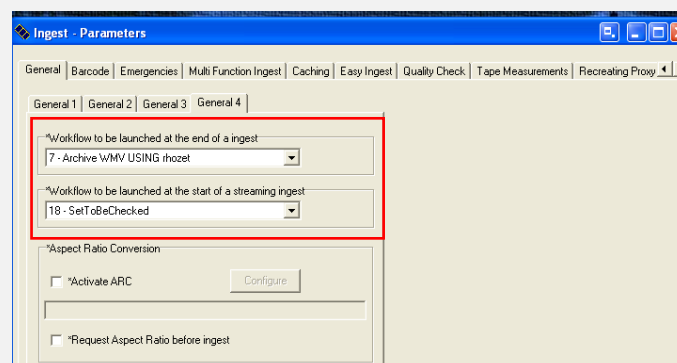 Ingest - Parameters
General Barcode Emergencies Multi Function Ingest Caching Easy Ingest Quality Check Tape Measurements Recreating Proxy
General 1 General 2 General 3 General 4
*Workflow to be launched at the end of a ingest
7 - Archive WMV USING rhozet
*Workflow to be launched at the start of a streaming ingest
18 - SetToBeChecked
*Aspect Ratio Conversion
*Activate ARC Configure
*Request Aspect Ratio before ingest